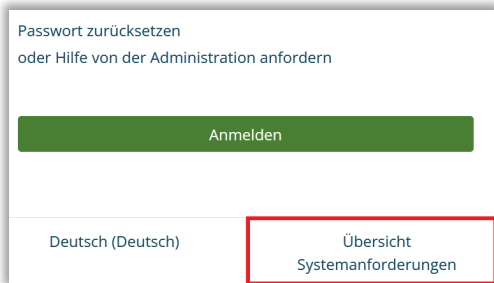 Passwort zurücksetzen
oder Hilfe von der Administration anfordern
Anmelden
Deutsch (Deutsch)
Übersicht
Systemanforderungen